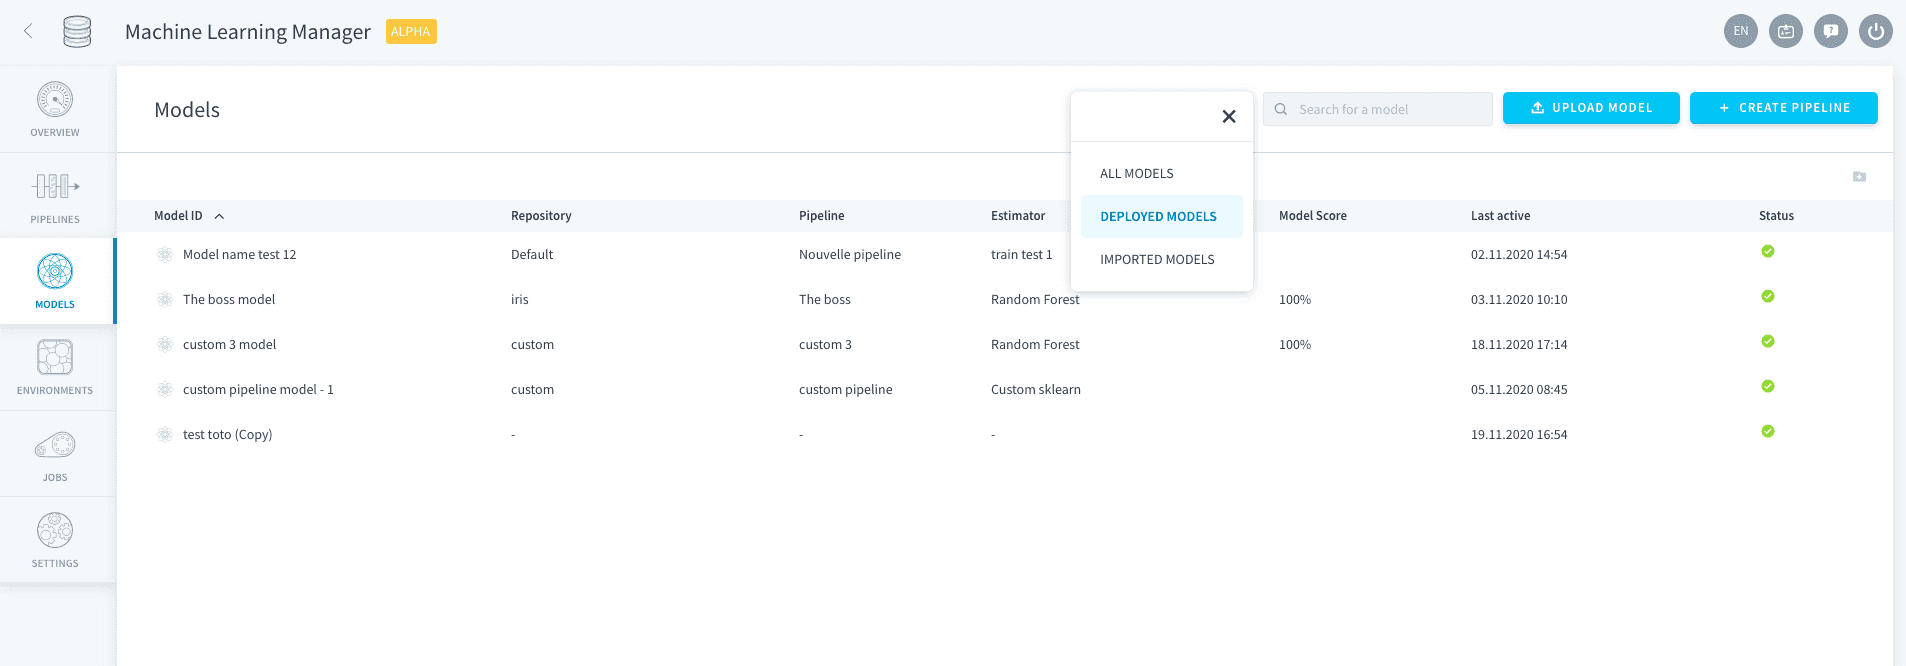 Machine Learning Manager ALPHA
EN
OVERVIEW
PIPELINES
MODELS
ENVIRONMENTS
JOBS
SETTINGS
Models
Search for a model
UPLOAD MODEL
+ CREATE PIPELINE
ALL MODELS
DEPLOYED MODELS
IMPORTED MODELS
Model ID Repository Pipeline Estimator Model Score Last active Status
Model name test 12 Default Nouvelle pipeline train test 1 02.11.2020 14:54
The boss model iris The boss Random Forest 100% 03.11.2020 10:10
custom 3 model custom custom 3 Random Forest 100% 18.11.2020 17:14
custom pipeline model - 1 custom custom pipeline Custom sklearn 05.11.2020 08:45
test toto (Copy) - - - 19.11.2020 16:54